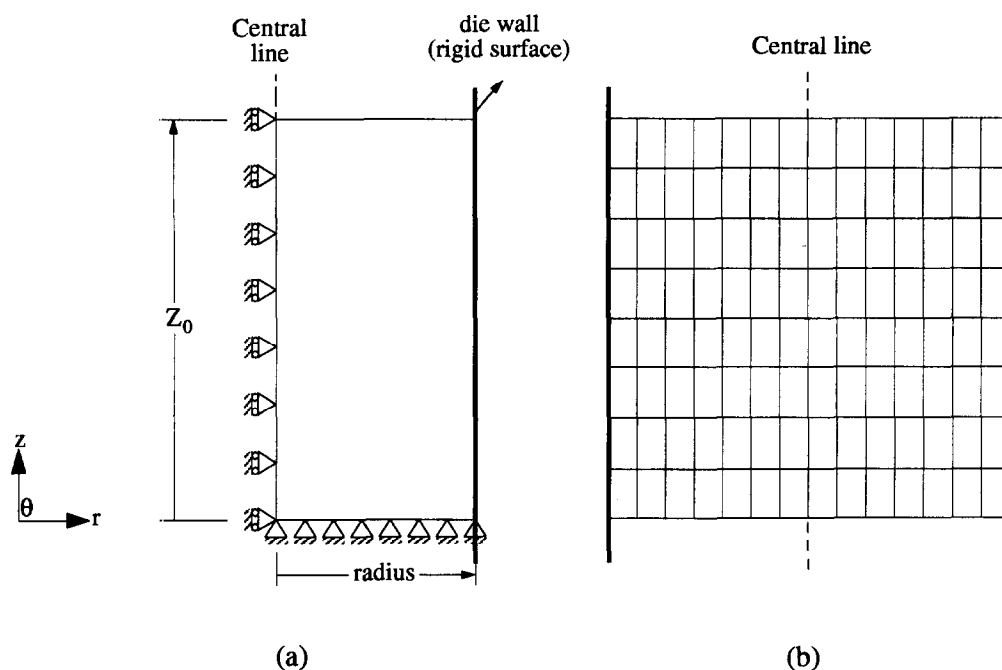 Central
line
die wall
(rigid surface)
Central line
Z0
z
θ
r
radius
(a)
(b)